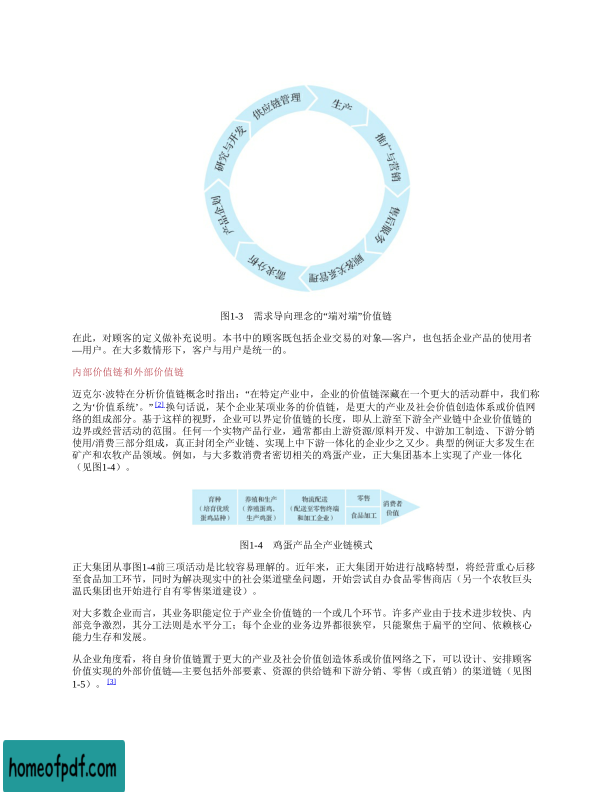 供应链管理
生产
推广与营销
售后服务
顾客关系管理
需求分析
产品企划
研究与开发
图1-3 需求导向理念的“端对端”价值链
在此，对顾客的定义做补充说明。本书中的顾客既包括企业交易的对象—客户，也包括企业产品的使用者
—用户。在大多数情形下，客户与用户是统一的。
内部价值链和外部价值链
迈克尔·波特在分析价值链概念时指出：“在特定产业中，企业的价值链深藏在一个更大的活动群中，我们称
之为‘价值系统’。” [2] 换句话说，某个企业某项业务的价值链，是更大的产业及社会价值创造体系或价值网
络的组成部分。基于这样的视野，企业可以界定价值链的长度，即从上游至下游全产业链中企业价值链的
边界或经营活动的范围。任何一个实物产品行业，通常都由上游资源/原料开发、中游加工制造、下游分销
使用/消费三部分组成，真正封闭全产业链、实现上中下游一体化的企业少之又少。典型的例证大多发生在
矿产和农牧产品领域。例如，与大多数消费者密切相关的鸡蛋产业，正大集团基本上实现了产业一体化
（见图1-4）。
育种
（培育优质
蛋鸡品种）
养殖和生产
（养殖蛋鸡、
生产鸡蛋）
物流配送
（配送至零售终端
和加工企业）
零售
食品加工
消费者
价值
图1-4 鸡蛋产品全产业链模式
正大集团从事图1-4前三项活动是比较容易理解的。近年来，正大集团开始进行战略转型，将经营重心后移
至食品加工环节，同时为解决现实中的社会渠道壁垒问题，开始尝试自办食品零售商店（另一个农牧巨头
温氏集团也开始进行自有零售渠道建设）。
对大多数企业而言，其业务职能定位于产业全价值链的一个或几个环节。许多产业由于技术进步较快、内
部竞争激烈，其分工法则是水平分工；每个企业的业务边界都很狭窄，只能聚焦于扁平的空间、依赖核心
能力生存和发展。
从企业角度看，将自身价值链置于更大的产业及社会价值创造体系或价值网络之下，可以设计、安排顾客
价值实现的外部价值链—主要包括外部要素、资源的供给链和下游分销、零售（或直销）的渠道链（见图
1-5）。 [3]
homeofpdf.com